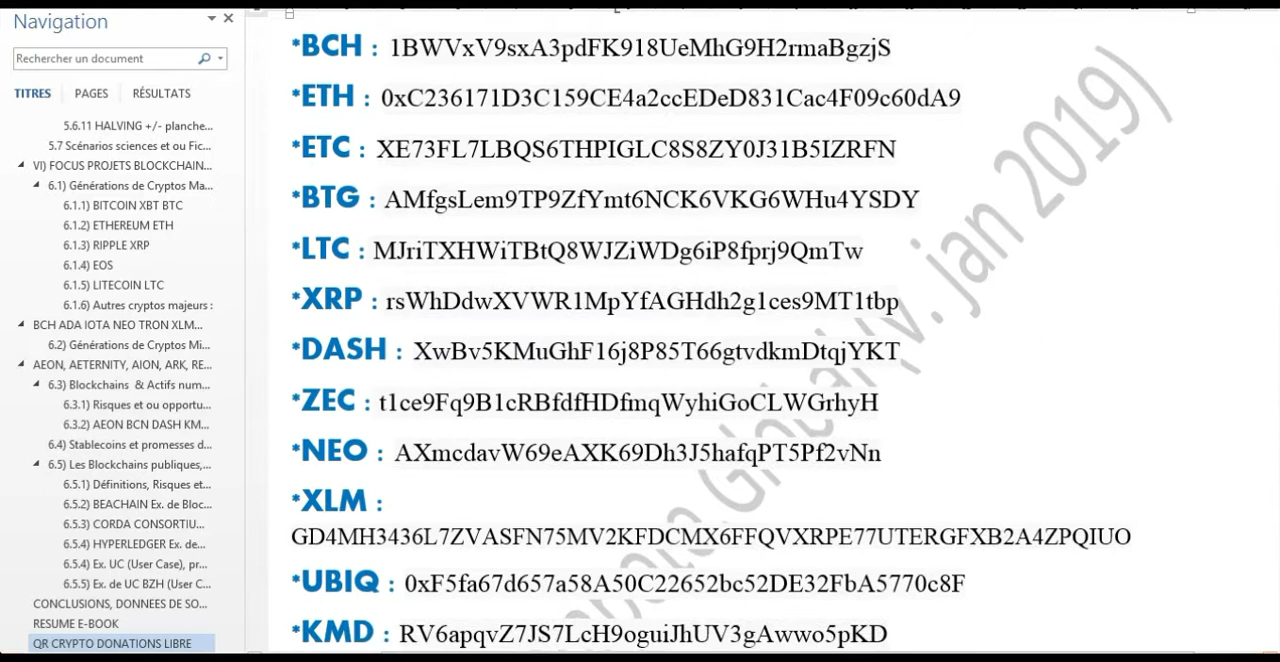 Navigation
Rechercher un document
TITRES PAGES RÉSULTATS
5.6.11 HALVING +/- planche...
5.7 Scénarios sciences et ou Fic...
VI) FOCUS PROJETS BLOCKCHAIN...
6.1) Générations de Cryptos Ma...
6.1.1) BITCOIN XBT BTC
6.1.2) ETHEREUM ETH
6.1.3) RIPPLE XRP
6.1.4) EOS
6.1.5) LITECOIN LTC
6.1.6) Autres cryptos majeurs :
BCH ADA IOTA NEO TRON XLM...
6.2) Générations de Cryptos Mi...
AEON, AETERNITY, AION, ARK, RE...
6.3) Blockchains & Actifs num...
6.3.1) Risques et ou opportu...
6.3.2) AEON BCN DASH KM...
6.4) Stablecoins et promesses d...
6.5) Les Blockchains publiques,...
6.5.1) Définitions, Risques et...
6.5.2) BEACHAIN Ex. de Bloc...
6.5.3) CORDA CONSORTIU...
6.5.4) HYPERLEDGER Ex. de...
6.5.4) Ex. UC (User Case), pr...
6.5.5) Ex. de UC BZH (User C...
CONCLUSIONS, DONNEES DE SO...
RESUME E-BOOK
QR CRYPTO DONATIONS LIBRE
*BCH : 1BWVxV9sxA3pdFK918UeMhG9H2rmaBgzjS
*ETH : 0xC236171D3C159CE4a2ccEDeD831Cac4F09c60dA9
*ETC : XE73FL7LBQS6THPIGLC8S8ZY0J31B5IZRFN
*BTG : AMfgsLem9TP9ZfYmt6NCK6VKG6WHu4YSDY
*LTC : MJriTXHWiTBtQ8WJZiWDg6iP8fprj9QmTw
*XRP : rsWhDdwXVWR1MpYfAGHdh2g1ces9MT1tbp
*DASH : XwBv5KMuGhF16j8P85T66gtvdkmDtqjYKT
*ZEC : t1ce9Fq9B1cRBfdfHDfmqWyhiGoCLWGrhyH
*NEO : AXmcdavW69eAXK69Dh3J5hafqPT5Pf2vNn
*XLM :
GD4MH3436L7ZVASFN75MV2KFDCMX6FFQVXRPE77UTERGFXB2A4ZPQIUO
*UBIQ : 0xF5fa67d657a58A50C22652bc52DE32FbA5770c8F
*KMD : RV6apqvZ7JS7LcH9oguiJhUV3gAwwo5pKD
(v. jan 2019)